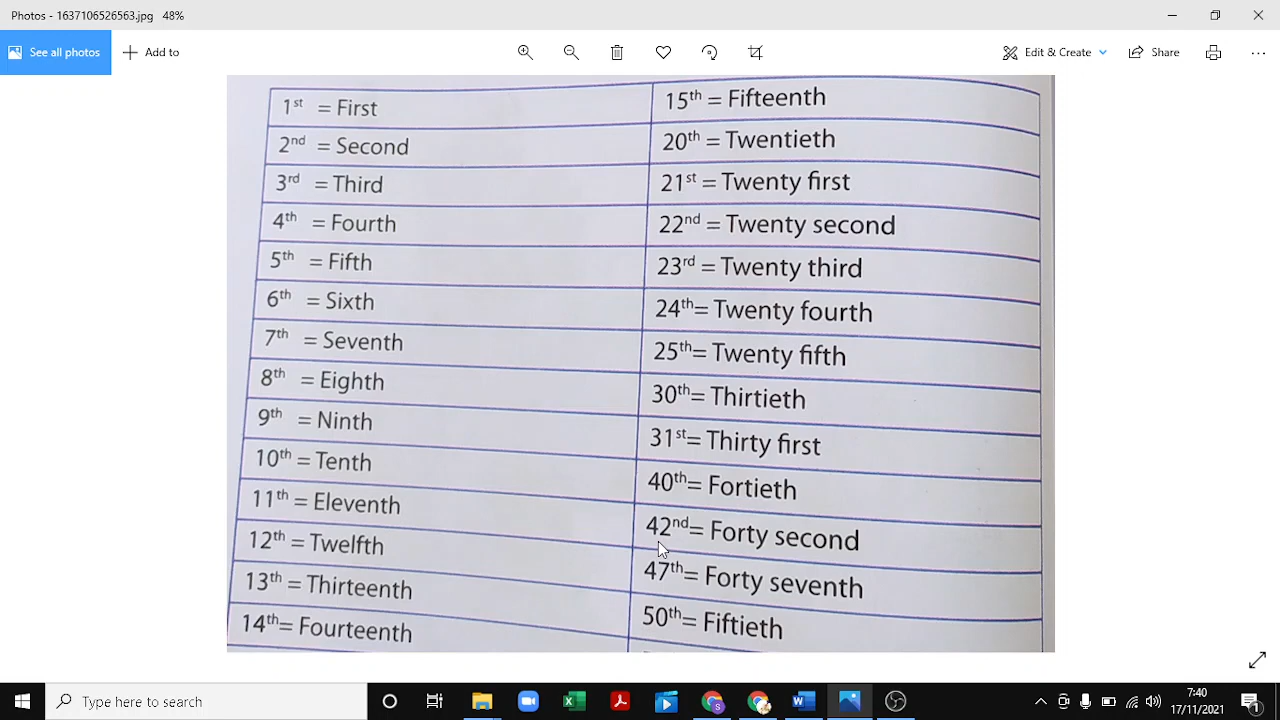 Photos - 1637106526563.jpg 48%
See all photos
Add to
Edit & Create
Share
1st = First
2nd = Second
3rd = Third
4th = Fourth
5th = Fifth
6th = Sixth
7th = Seventh
8th = Eighth
9th = Ninth
10th = Tenth
11th = Eleventh
12th = Twelfth
13th = Thirteenth
14th= Fourteenth
15th = Fifteenth
20th = Twentieth
21st = Twenty first
22nd = Twenty second
23rd = Twenty third
24th= Twenty fourth
25th= Twenty fifth
30th= Thirtieth
31st= Thirty first
40th= Fortieth
42nd= Forty second
47th= Forty seventh
50th= Fiftieth
Type here to search
7:40
17/11/2021